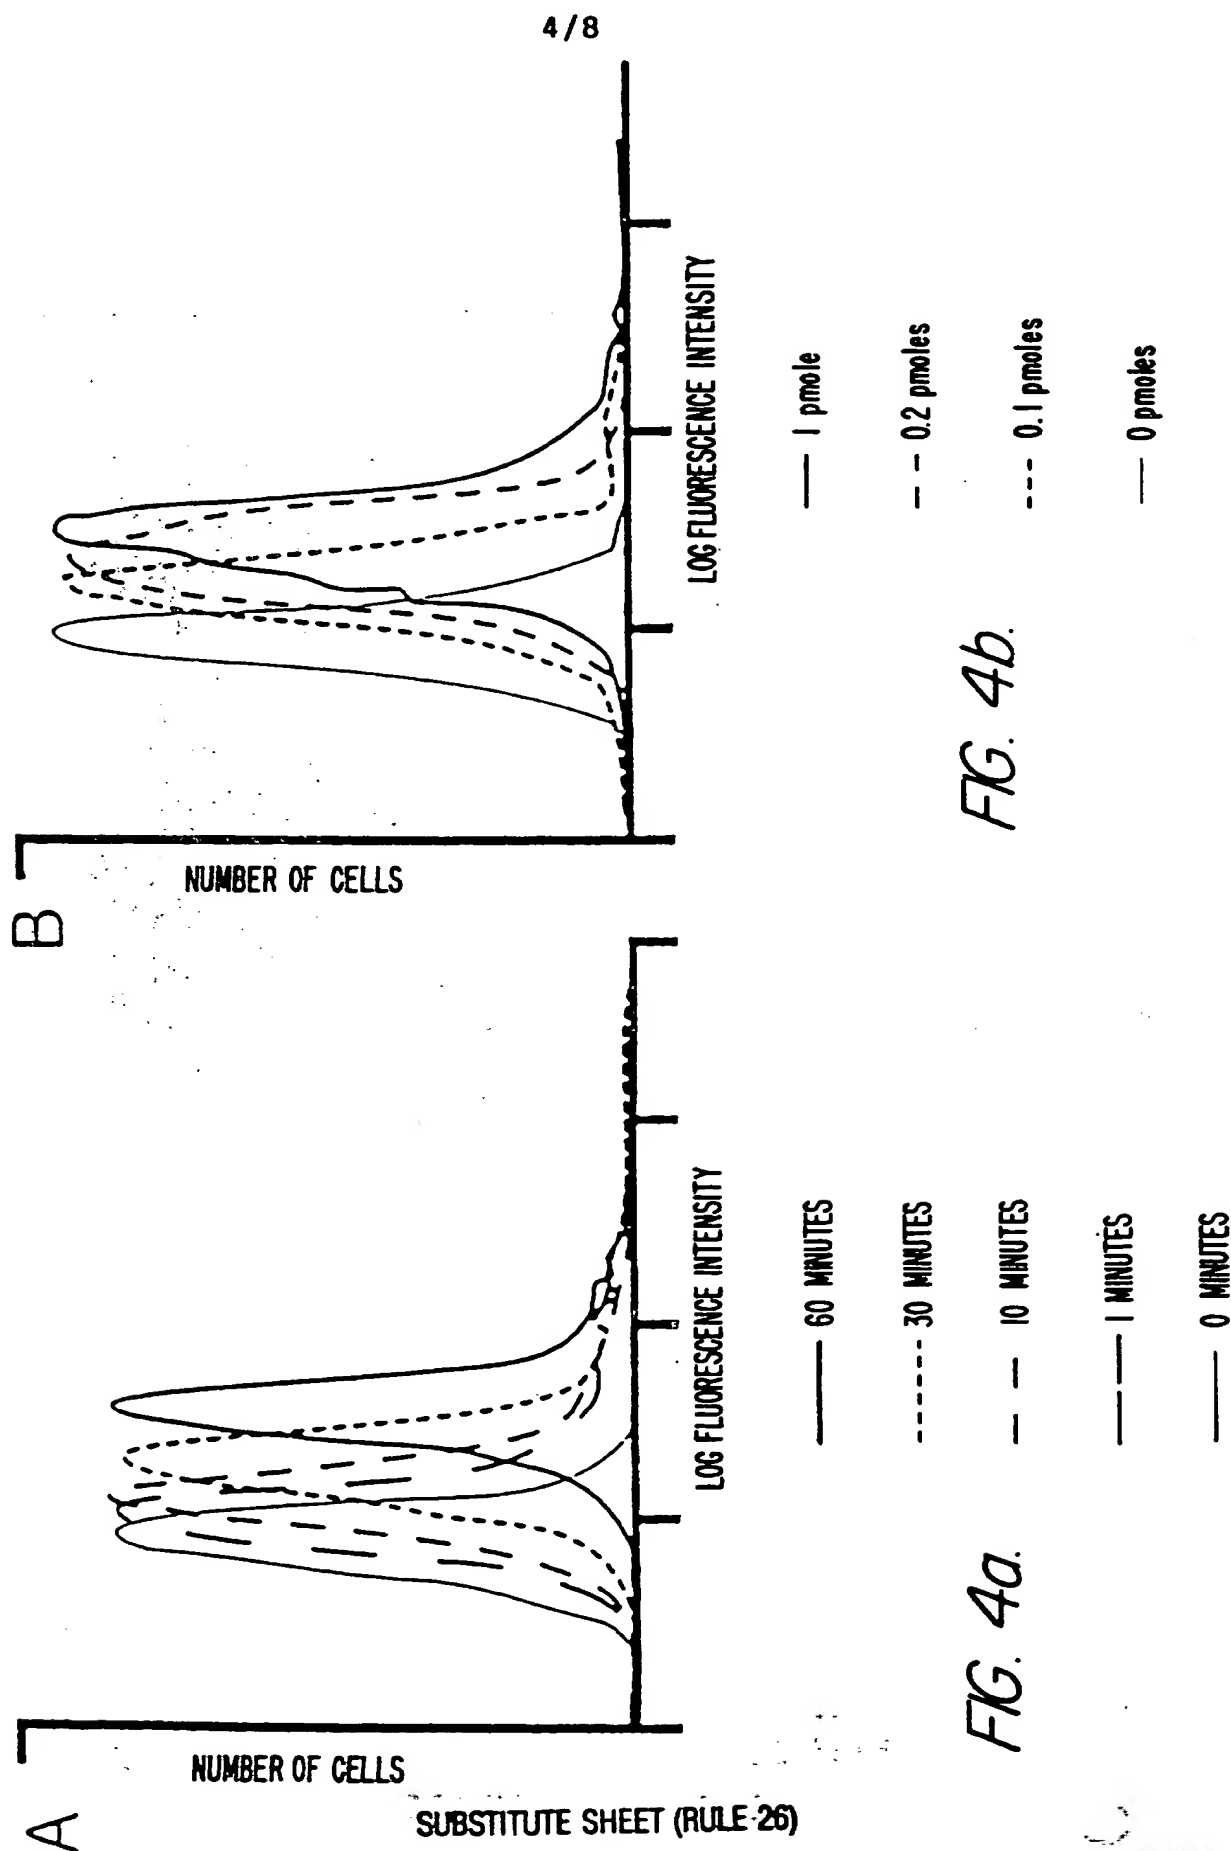 4/8
A
NUMBER OF CELLS
LOG FLUORESCENCE INTENSITY
60 MINUTES
30 MINUTES
10 MINUTES
1 MINUTES
0 MINUTES
FIG. 4a.
B
NUMBER OF CELLS
LOG FLUORESCENCE INTENSITY
1 pmole
0.2 pmoles
0.1 pmoles
0 pmoles
FIG. 4b.
SUBSTITUTE SHEET (RULE 26)